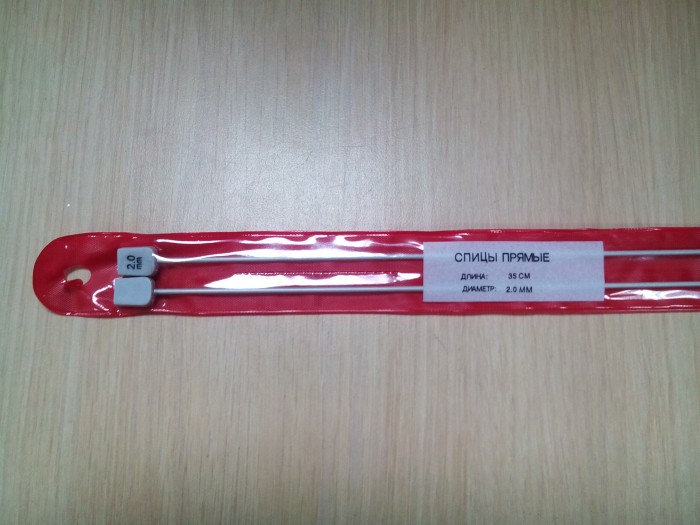 2.0
mm
СПИЦЫ ПРЯМЫЕ
ДЛИНА: 35 СМ
ДИАМЕТР: 2.0 ММ